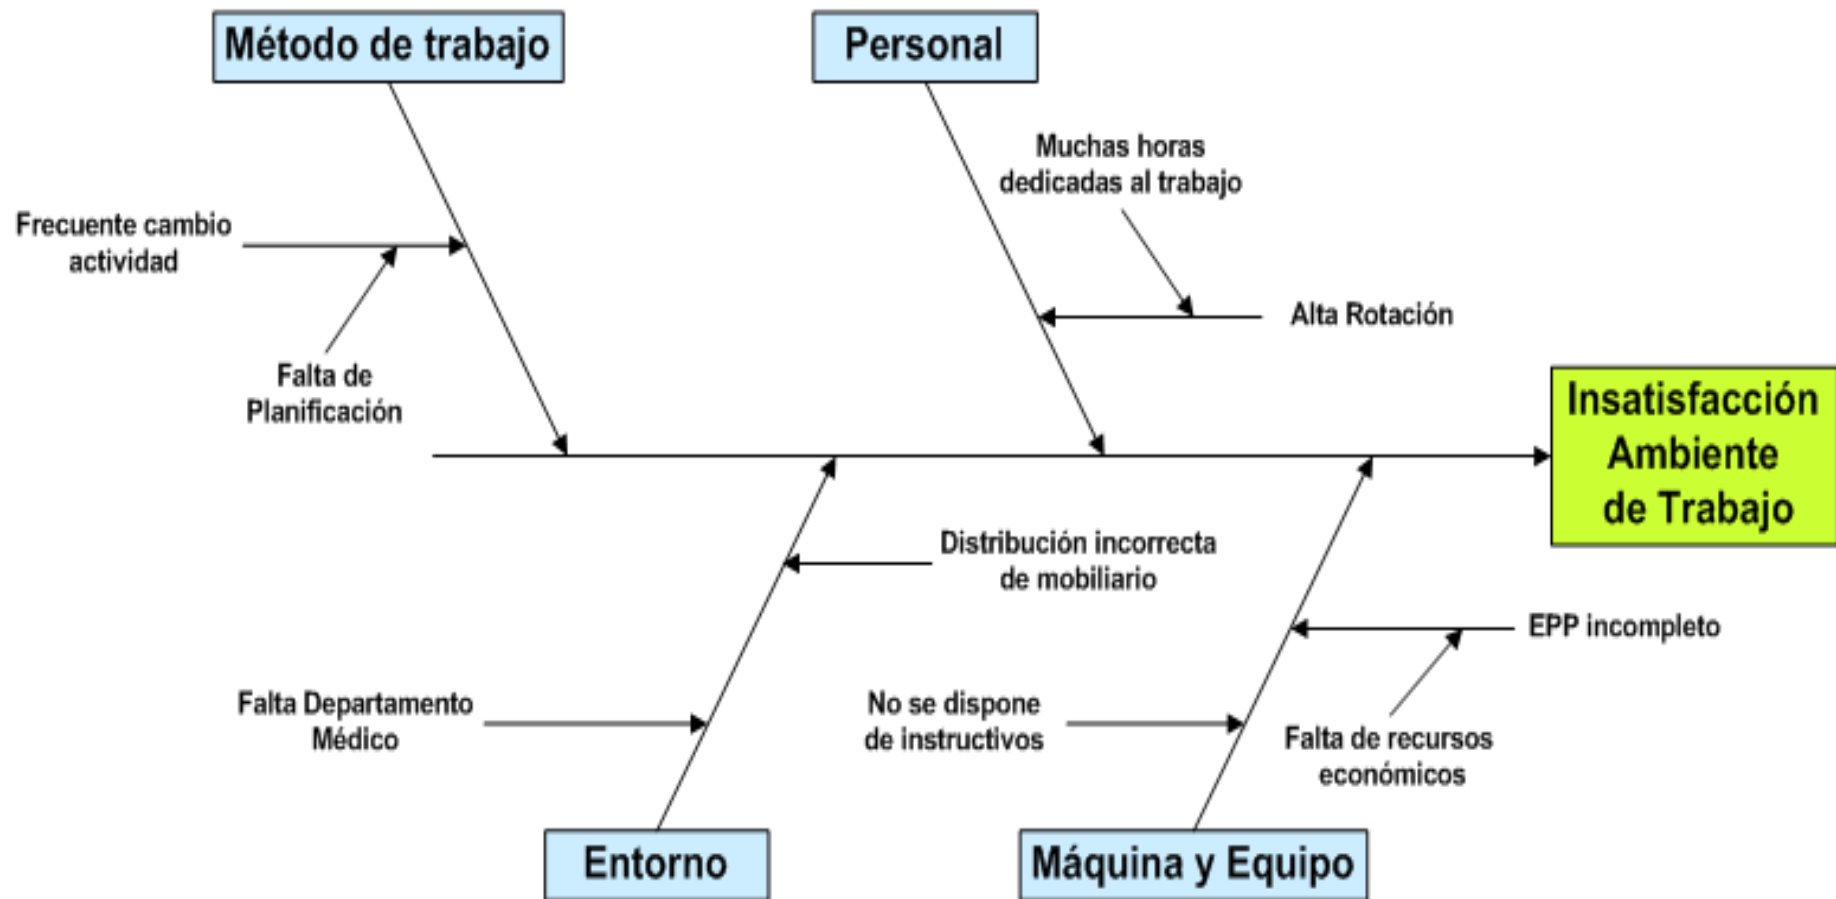 Método de trabajo
Personal
Muchas horas
dedicadas al trabajo
Frecuente cambio
actividad
Alta Rotación
Falta de
Planificación
Insatisfacción
Ambiente
de Trabajo
Distribución incorrecta
de mobiliario
EPP incompleto
Falta Departamento
Médico
No se dispone
de instructivos
Falta de recursos
económicos
Entorno
Máquina y Equipo